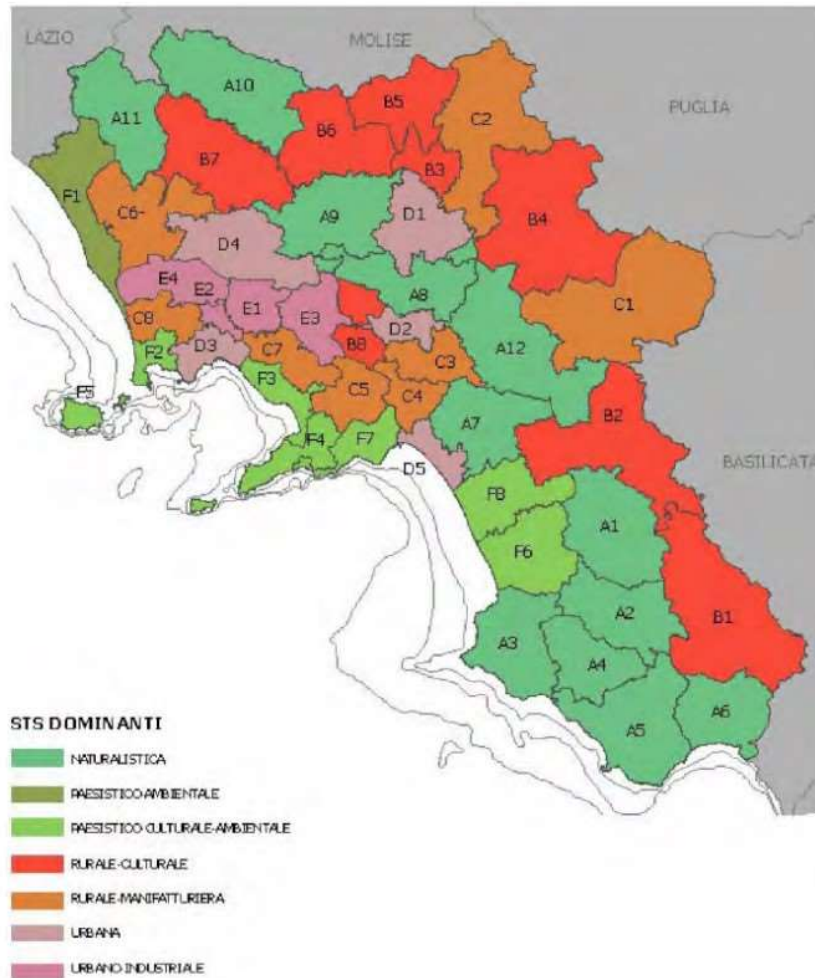 LAZIO
MOLISE
PUGLIA
BASILICATA
A10
A11
B5
C2
B6
B7
B3
F1
C6-
A9
D1
B4
D4
E4
E2
E1
E3
A8
C1
C8
D2
B8
C3
A12
F2
D3
C7
C5
C4
F3
F5
F4
F7
A7
B2
D5
F8
A1
F6
A2
B1
A3
A4
A5
A6
STS DOMINANTI
NATURALISTICA
PAESISTICO AMBIENTALE
PAESISTICO CULTURALE-AMBIENTALE
RURALE-CULTURALE
RURALE-MANIFATTURIERA
URBANA
URBANO-INDUSTRIALE